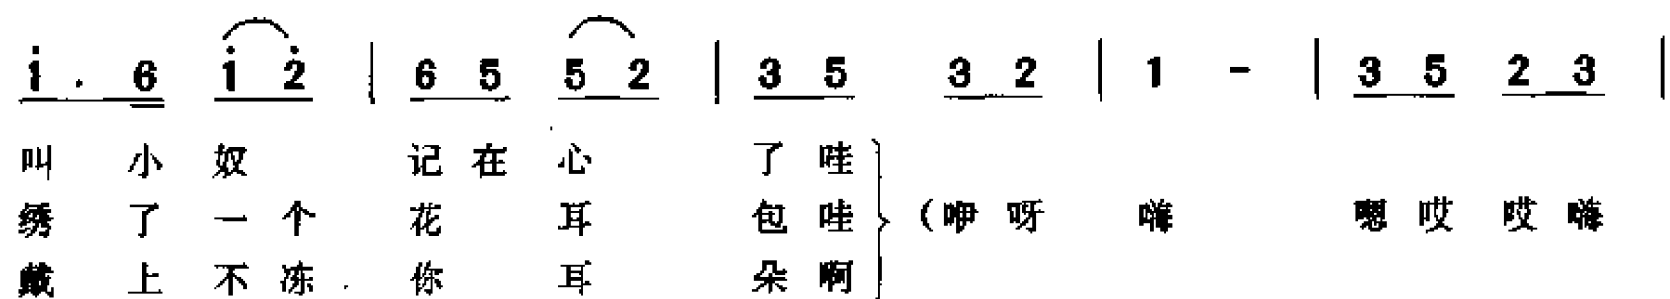 i . 6 i 2 | 6 5 5 2 | 3 5 3 2 | 1 - | 3 5 2 3 |
叫 小 奴 记 在 心 了 哇
绣 了 一 个 花 耳 包 哇 (咿 呀 嗨 嗯 哎 哎 嗨
戴 上 不 冻 你 耳 朵 啊